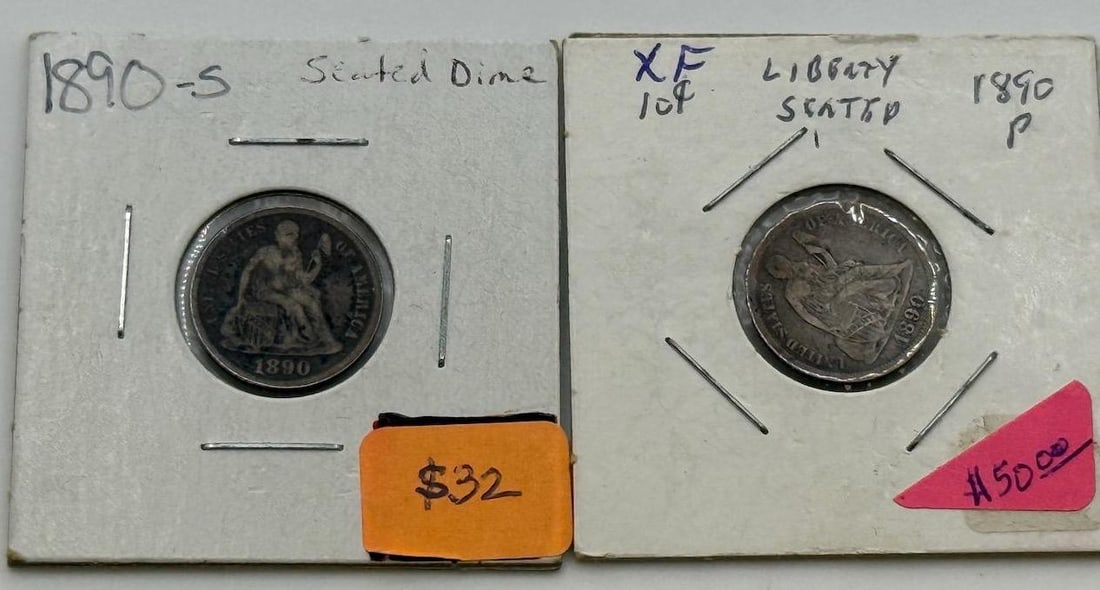 1890-S Seated Dime
STATES OF AMERICA
1890
$32
XF LIBERTY 1890
10¢ SEATED P
UNITED STATES OF AMERICA
1890
$50.00